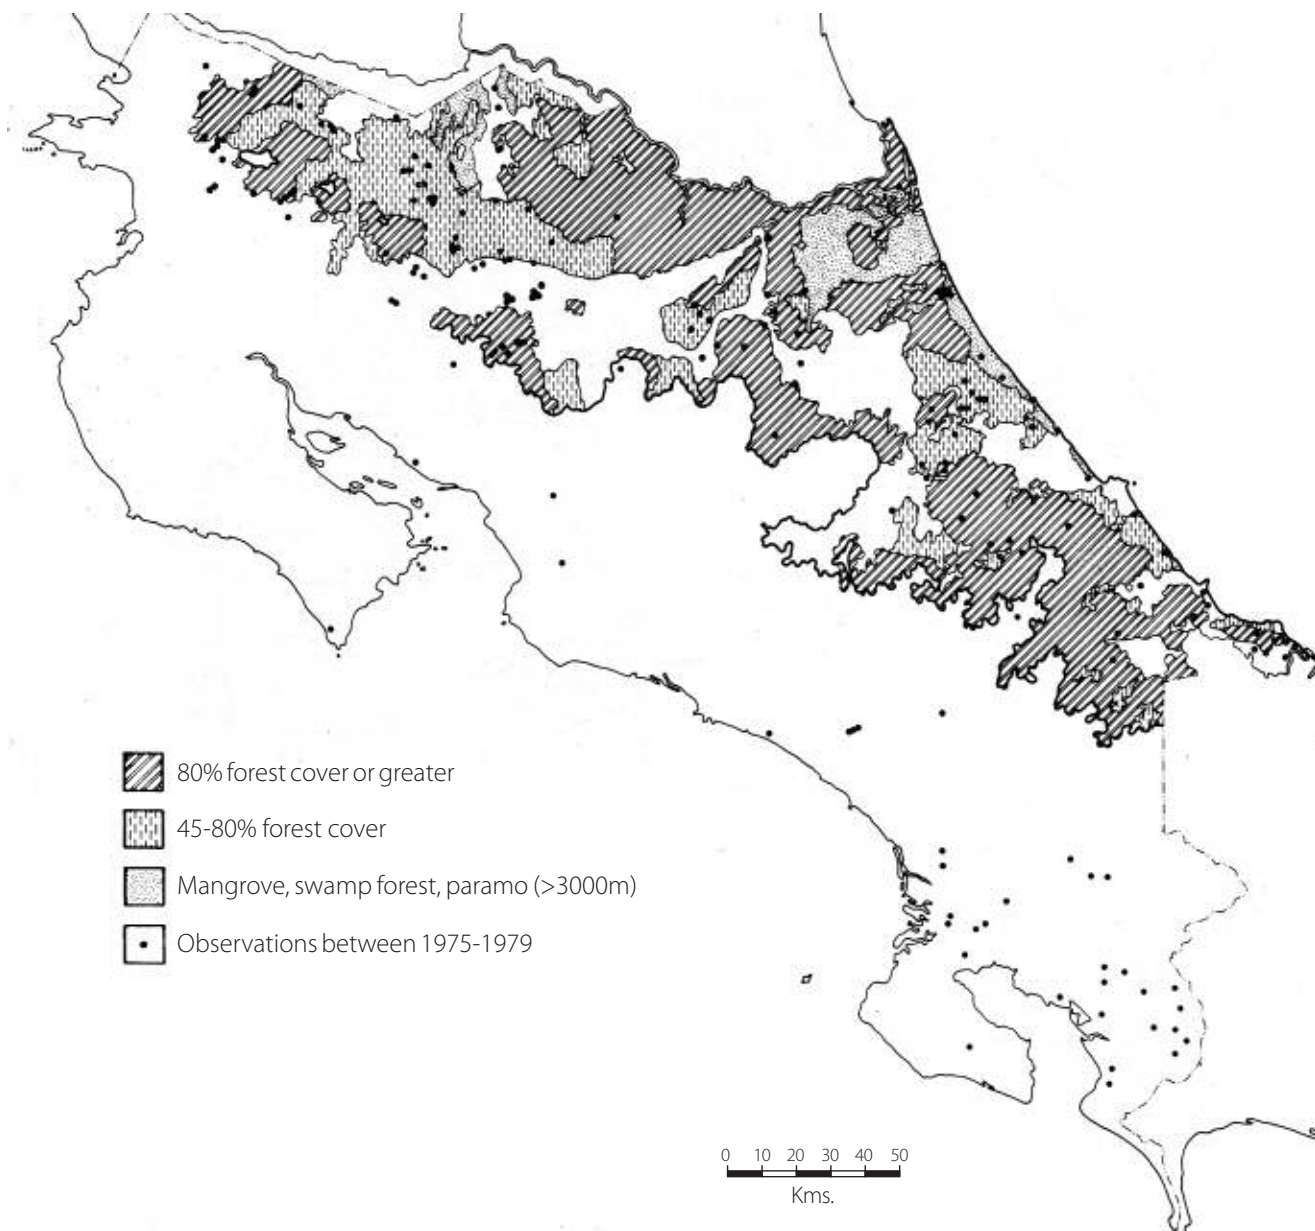 80% forest cover or greater
45-80% forest cover
Mangrove, swamp forest, paramo (>3000m)
Observations between 1975-1979
0 10 20 30 40 50
Kms.